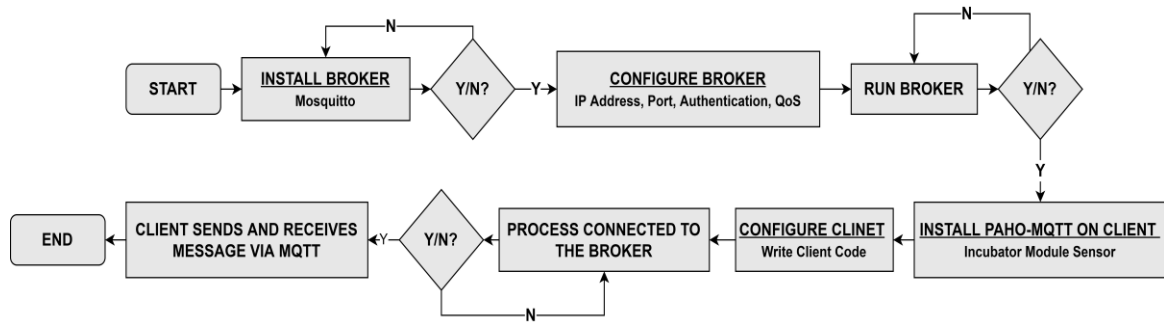 N
N
START
INSTALL BROKER
Mosquitto
Y/N?
Y
CONFIGURE BROKER
IP Address, Port, Authentication, QoS
RUN BROKER
Y/N?
Y
INSTALL PAHO-MQTT ON CLIENT
Incubator Module Sensor
CONFIGURE CLINET
Write Client Code
PROCESS CONNECTED TO
THE BROKER
Y/N?
N
Y
CLIENT SENDS AND RECEIVES
MESSAGE VIA MQTT
END